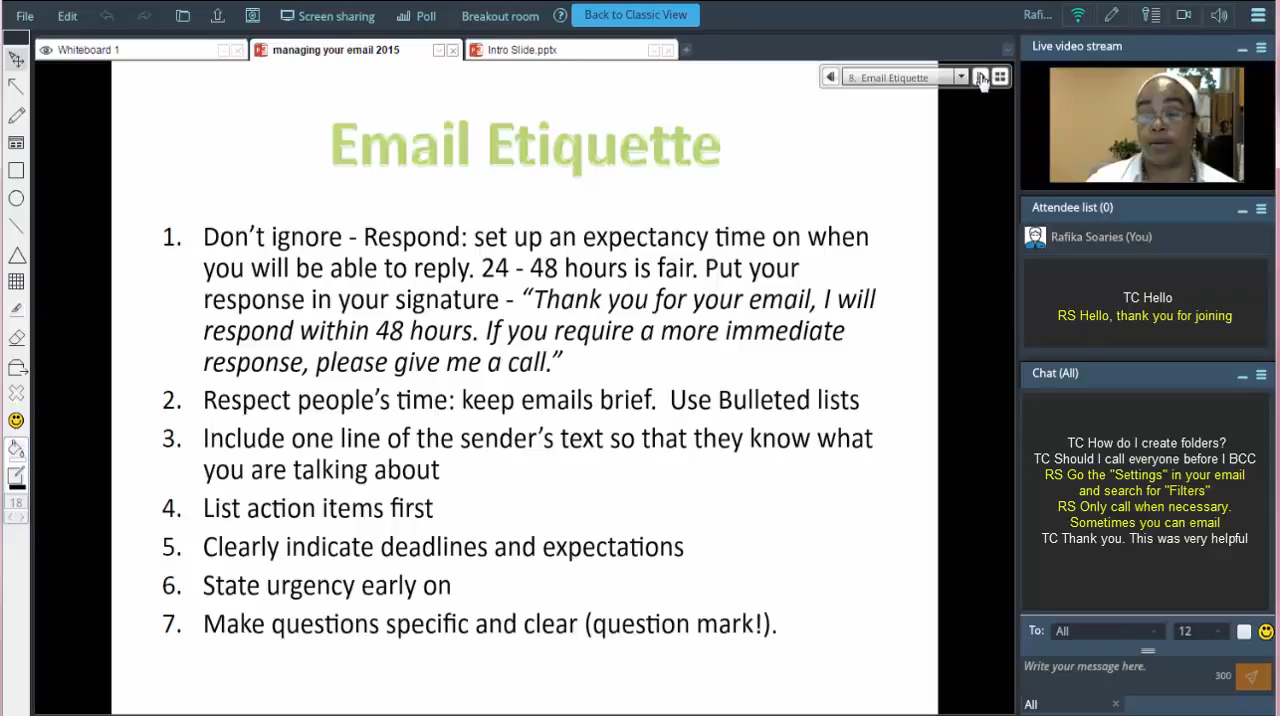 File Edit Screen sharing Poll Breakout room ? Back to Classic View Rafi...
Whiteboard 1 managing your email 2015 Intro Slide.pptx
Live video stream
8. Email Etiquette
Email Etiquette
1. Don't ignore - Respond: set up an expectancy time on when
you will be able to reply. 24 - 48 hours is fair. Put your
response in your signature - “Thank you for your email, I will
respond within 48 hours. If you require a more immediate
response, please give me a call.”
2. Respect people's time: keep emails brief. Use Bulleted lists
3. Include one line of the sender's text so that they know what
you are talking about
4. List action items first
5. Clearly indicate deadlines and expectations
6. State urgency early on
7. Make questions specific and clear (question mark!).
18
Attendee list (0)
Rafika Soaries (You)
TC Hello
RS Hello, thank you for joining
Chat (All)
TC How do I create folders?
TC Should I call everyone before I BCC
RS Go the "Settings" in your email
and search for "Filters"
RS Only call when necessary.
Sometimes you can email
TC Thank you. This was very helpful
To: All 12
Write your message here.
300
All